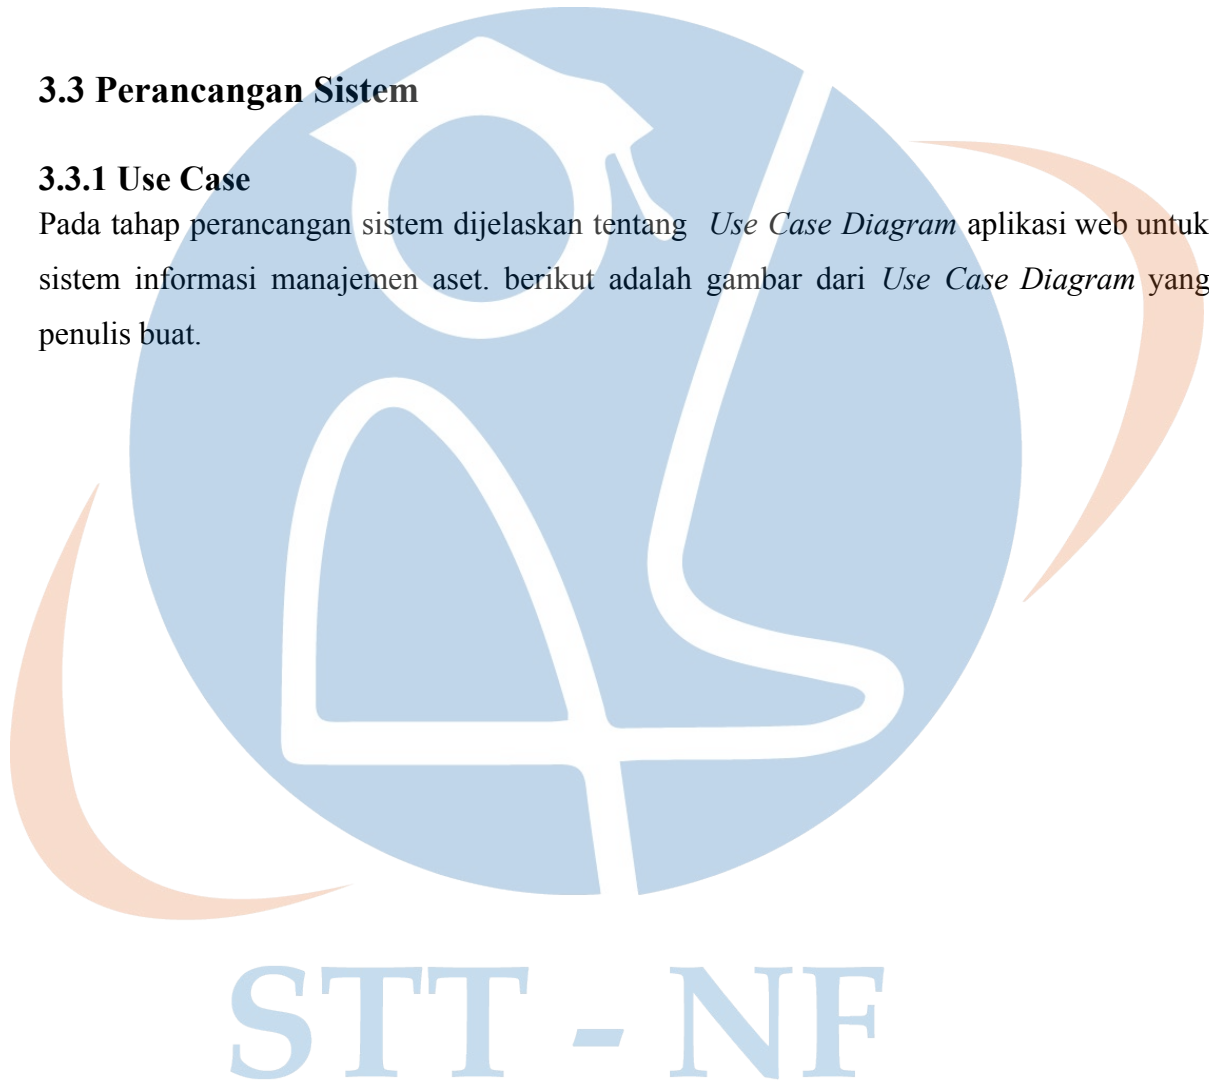 3.3 Perancangan Sistem
3.3.1 Use Case
Pada tahap perancangan sistem dijelaskan tentang Use Case Diagram aplikasi web untuk
sistem informasi manajemen aset. berikut adalah gambar dari Use Case Diagram yang
penulis buat.
STT - NF